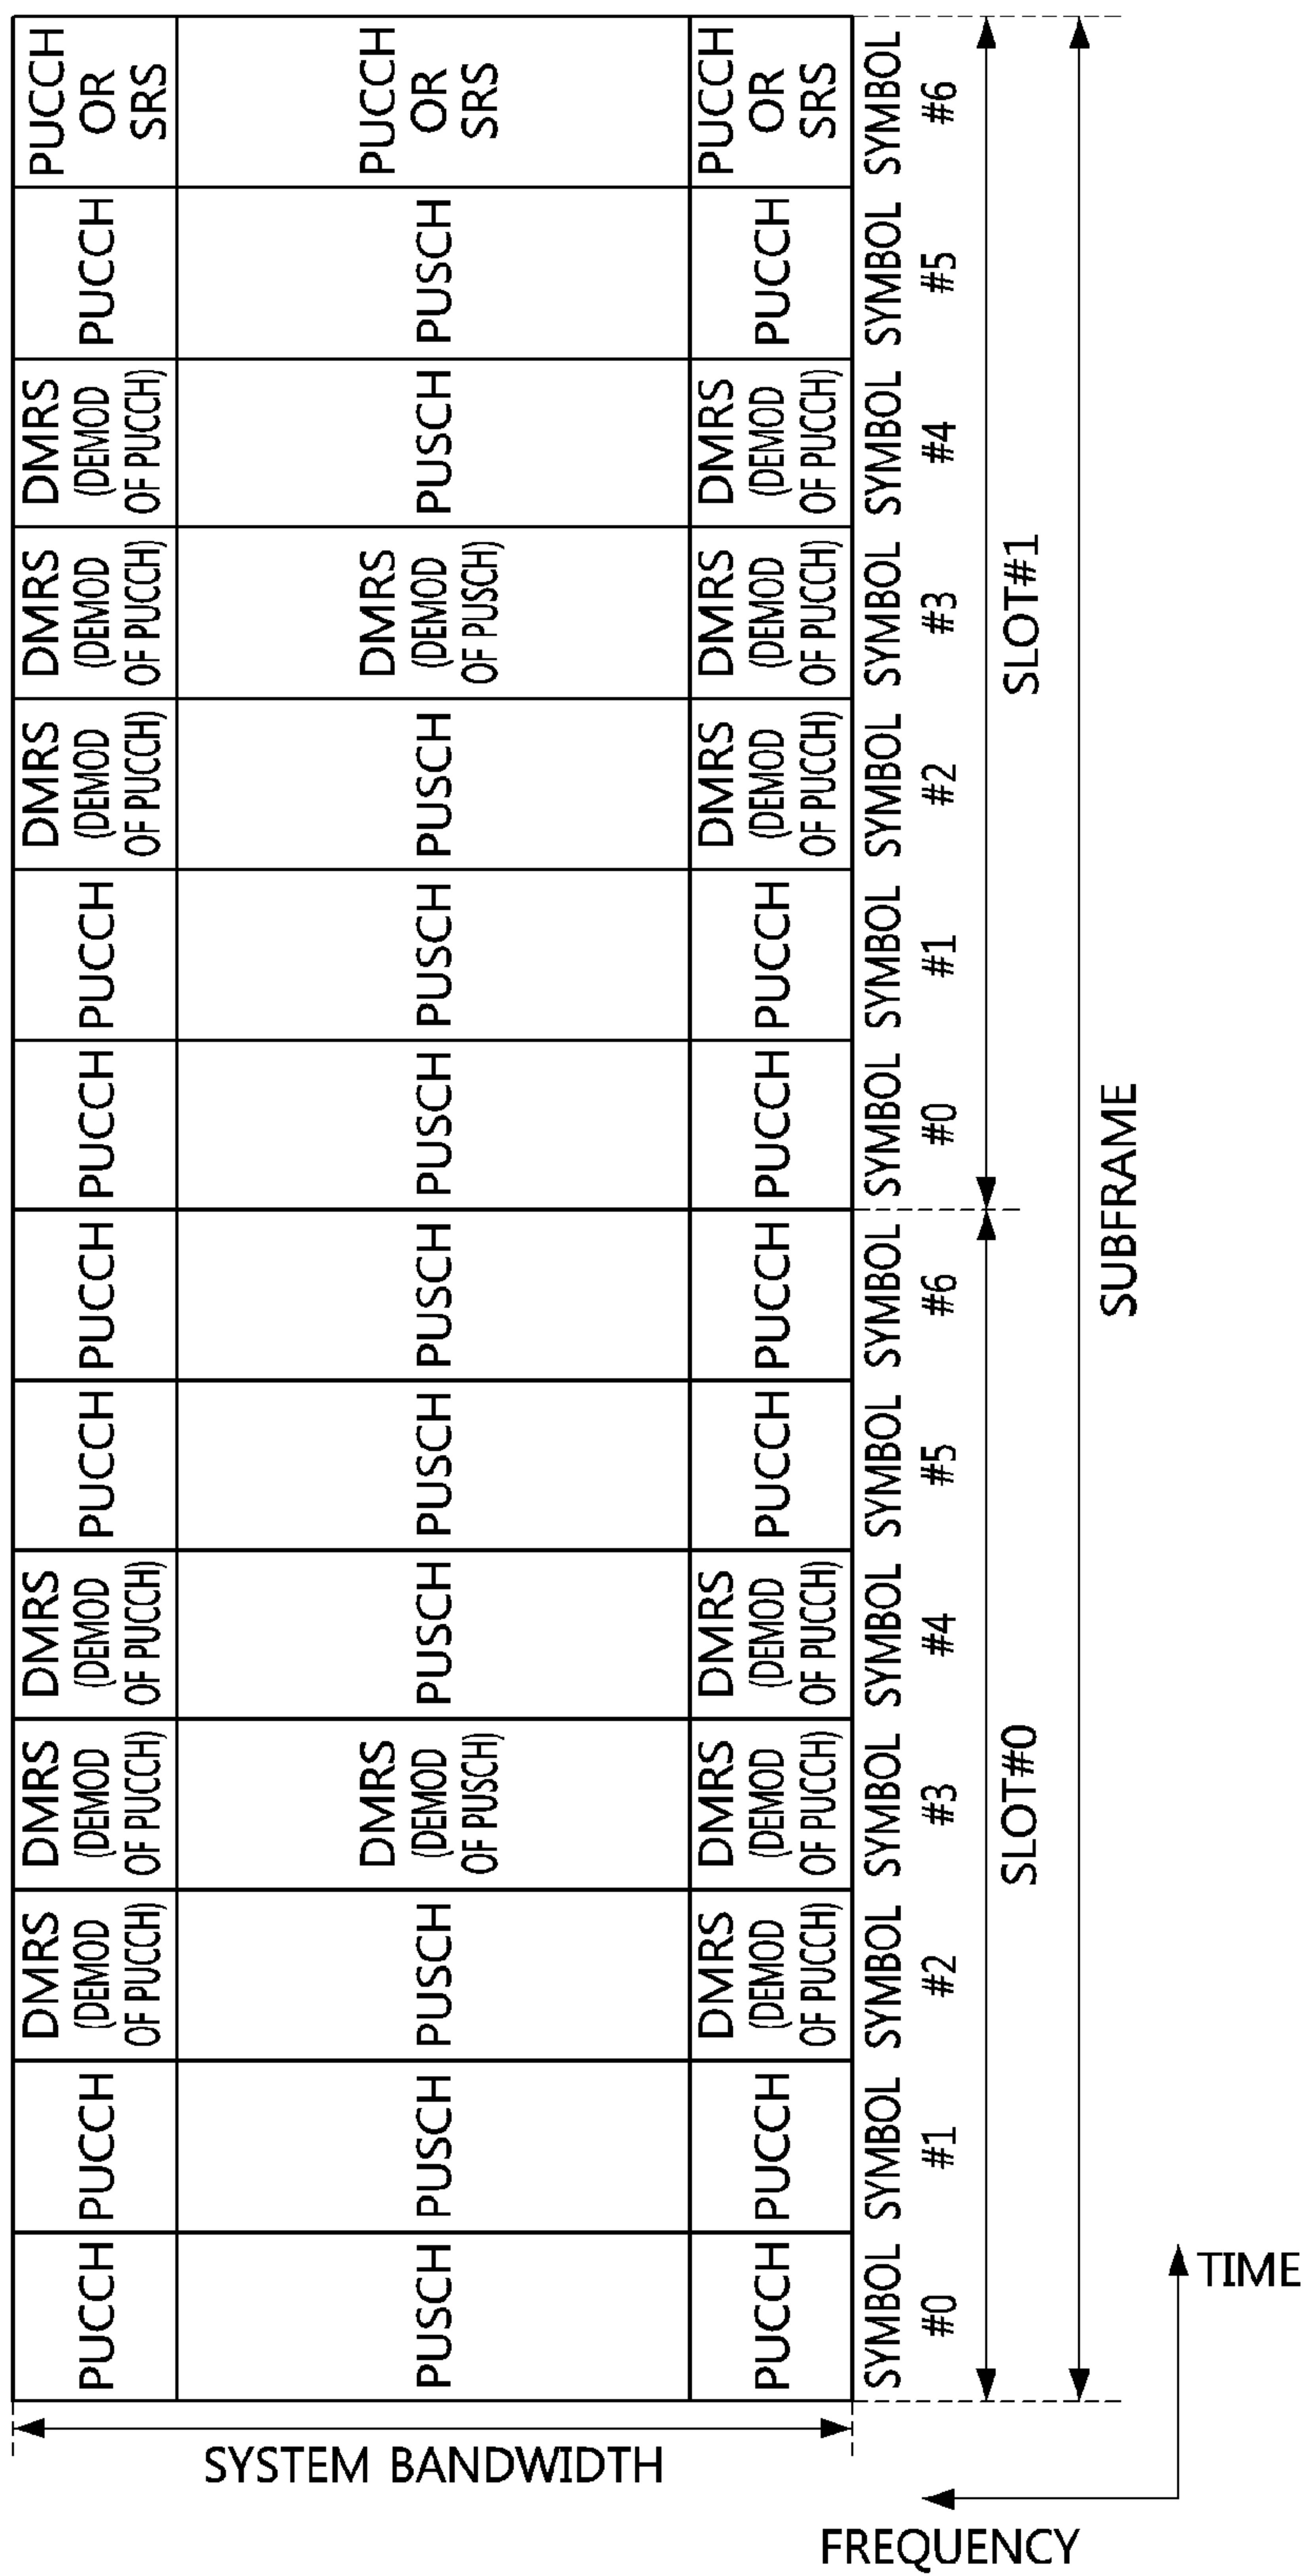 PUCCH
PUCCH
DMRS
(DEMOD
OF PUCCH)
DMRS
(DEMOD
OF PUCCH)
DMRS
(DEMOD
OF PUCCH)
PUCCH
PUCCH
PUCCH
PUCCH
DMRS
(DEMOD
OF PUCCH)
DMRS
(DEMOD
OF PUCCH)
DMRS
(DEMOD
OF PUCCH)
PUCCH
PUCCH
OR
SRS
PUSCH
PUSCH
PUSCH
DMRS
(DEMOD
OF PUSCH)
PUSCH
PUSCH
PUSCH
PUSCH
PUSCH
PUSCH
DMRS
(DEMOD
OF PUSCH)
PUSCH
PUSCH
PUCCH
OR
SRS
PUCCH
PUCCH
DMRS
(DEMOD
OF PUCCH)
DMRS
(DEMOD
OF PUCCH)
DMRS
(DEMOD
OF PUCCH)
PUCCH
PUCCH
PUCCH
PUCCH
DMRS
(DEMOD
OF PUCCH)
DMRS
(DEMOD
OF PUCCH)
DMRS
(DEMOD
OF PUCCH)
PUCCH
PUCCH
OR
SRS
SYMBOL
#0
SYMBOL
#1
SYMBOL
#2
SYMBOL
#3
SYMBOL
#4
SYMBOL
#5
SYMBOL
#6
SYMBOL
#0
SYMBOL
#1
SYMBOL
#2
SYMBOL
#3
SYMBOL
#4
SYMBOL
#5
SYMBOL
#6
SLOT#0
SLOT#1
SUBFRAME
SYSTEM BANDWIDTH
TIME
FREQUENCY